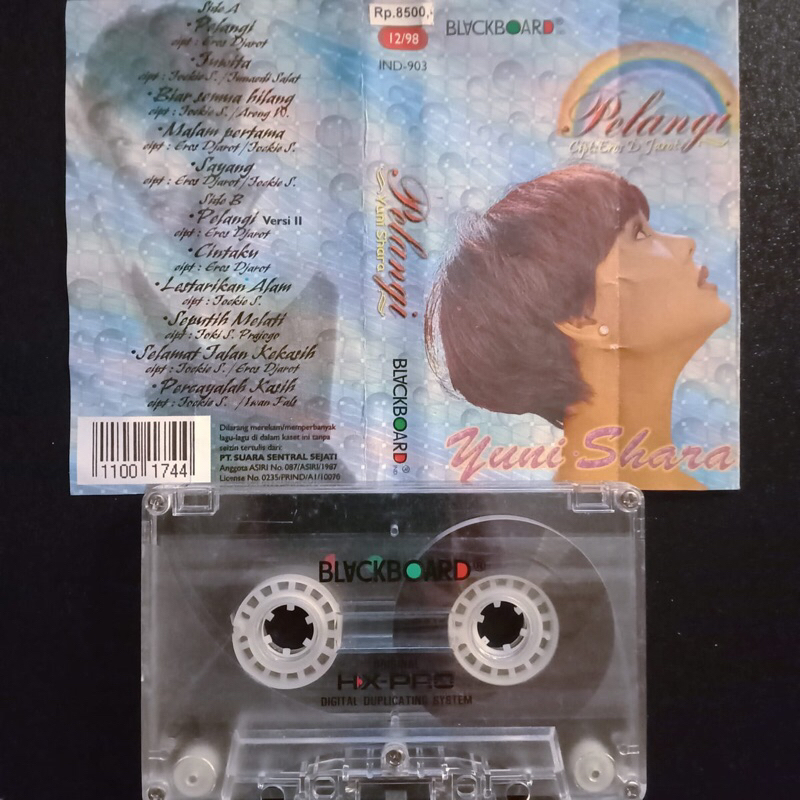 Side A
• Pelangi
cipt : Eros Djarot
• Juwita
cipt : Jockie S. / Junaedi Salat
• Biar semua hilang
cipt : Jockie S. / Areng W.
• Malam pertama
cipt : Eros Djarot / Jockie S.
• Sayang
cipt : Eros Djarot / Jockie S.
Side B
• Pelangi Versi II
cipt : Eros Djarot
• Cintaku
cipt : Eros Djarot
• Lestarikan Alam
cipt : Jockie S.
• Seputih Melati
cipt : Joki S. Prajogo
• Selamat Jalan Kekasih
cipt : Jockie S. / Eros Djarot
• Percayalah Kasih
cipt : Jockie S. / Iwan Fals
1100 1744
Dilarang merekam/memperbanyak
lagu-lagu di dalam kaset ini tanpa
seizin tertulis dari:
PT. SUARA SENTRAL SEJATI
Anggota ASIRI No. 087/ASIRI/1987
License No. 0235/PRIND/A1/10070
Rp.8500,-
12/98
IND-903
Pelangi
Yuni Shara
BLACKBOARD®
BLACKBOARD
Pelangi
Cipt. Eros D. Jarot
Yuni Shara
BLACKBOARD
HX-PRO
DIGITAL DUPLICATING SYSTEM